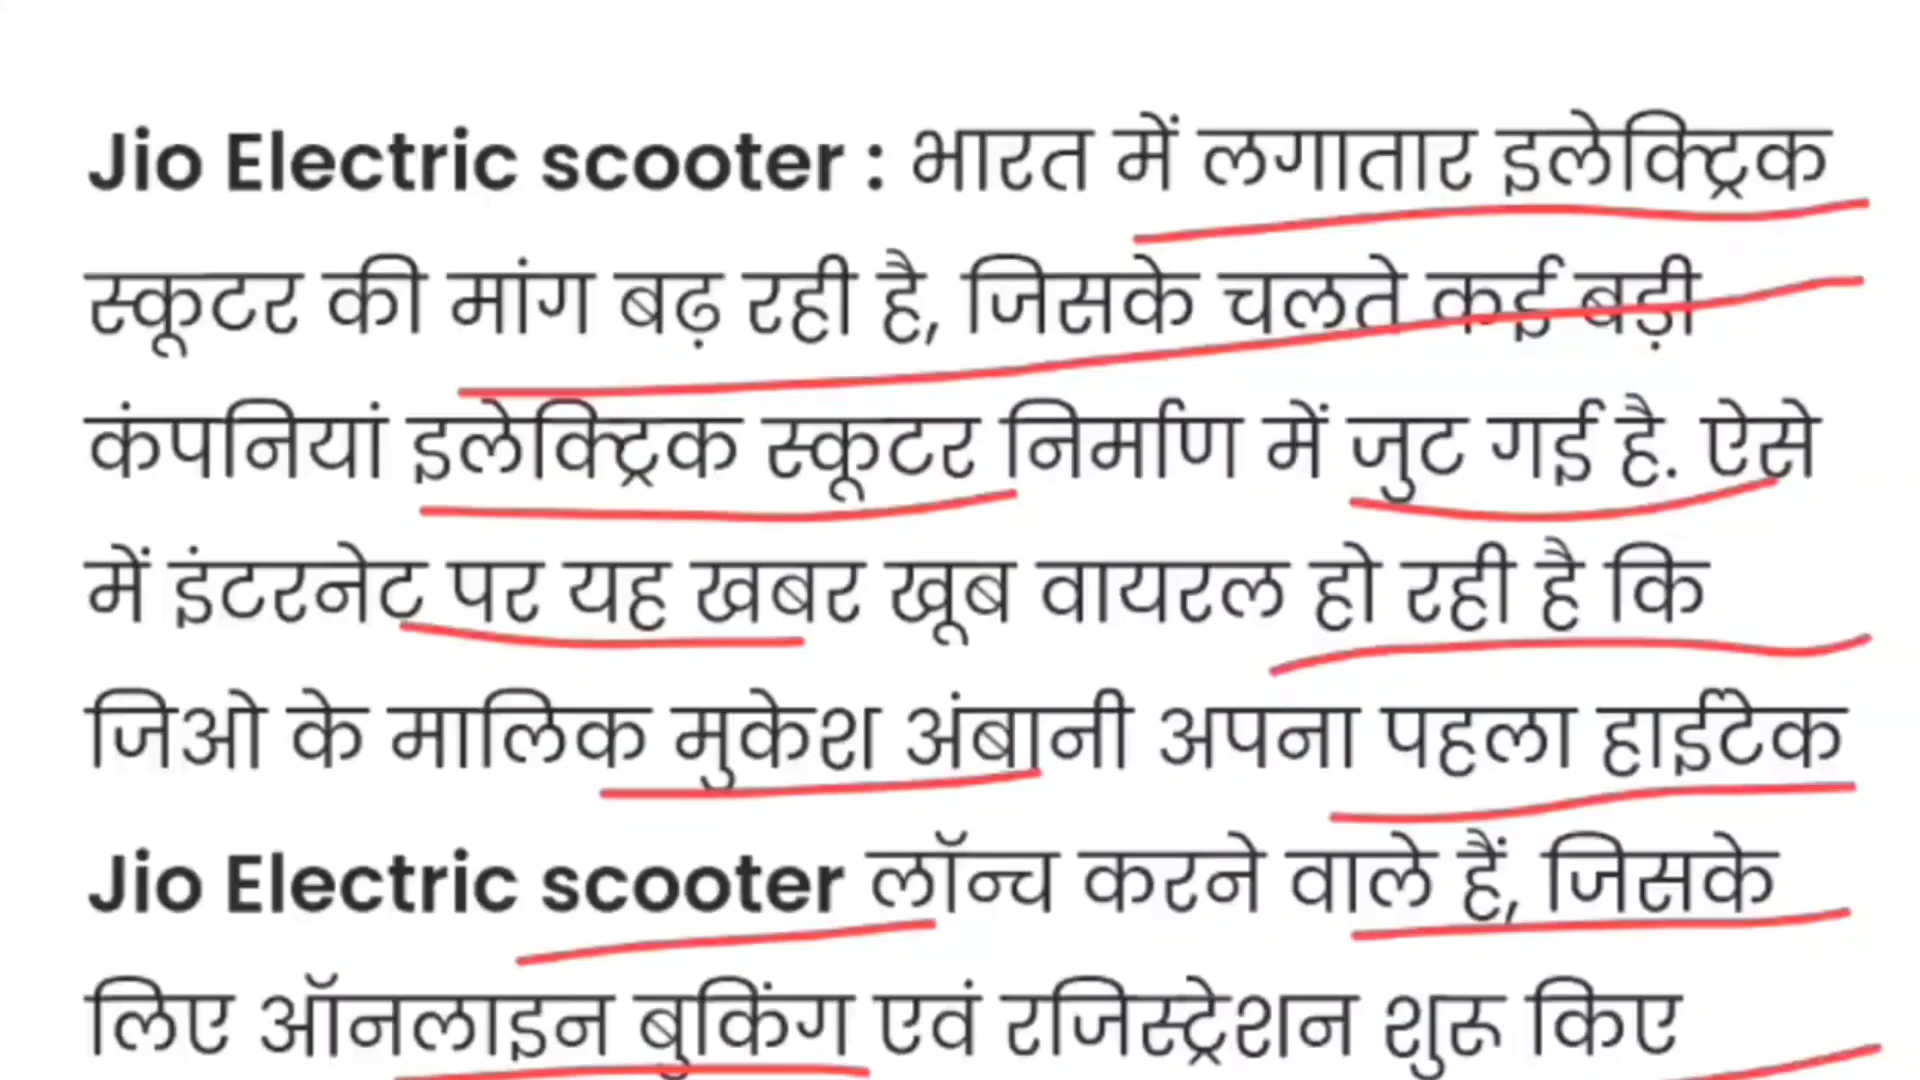 Jio Electric scooter : भारत में लगातार इलेक्ट्रिक
स्कूटर की मांग बढ़ रही है, जिसके चलते कई बड़ी
कंपनियां इलेक्ट्रिक स्कूटर निर्माण में जुट गई है. ऐसे
में इंटरनेट पर यह खबर खूब वायरल हो रही है कि
जिओ के मालिक मुकेश अंबानी अपना पहला हाईटेक
Jio Electric scooter लॉन्च करने वाले हैं, जिसके
लिए ऑनलाइन बुकिंग एवं रजिस्ट्रेशन शुरू किए